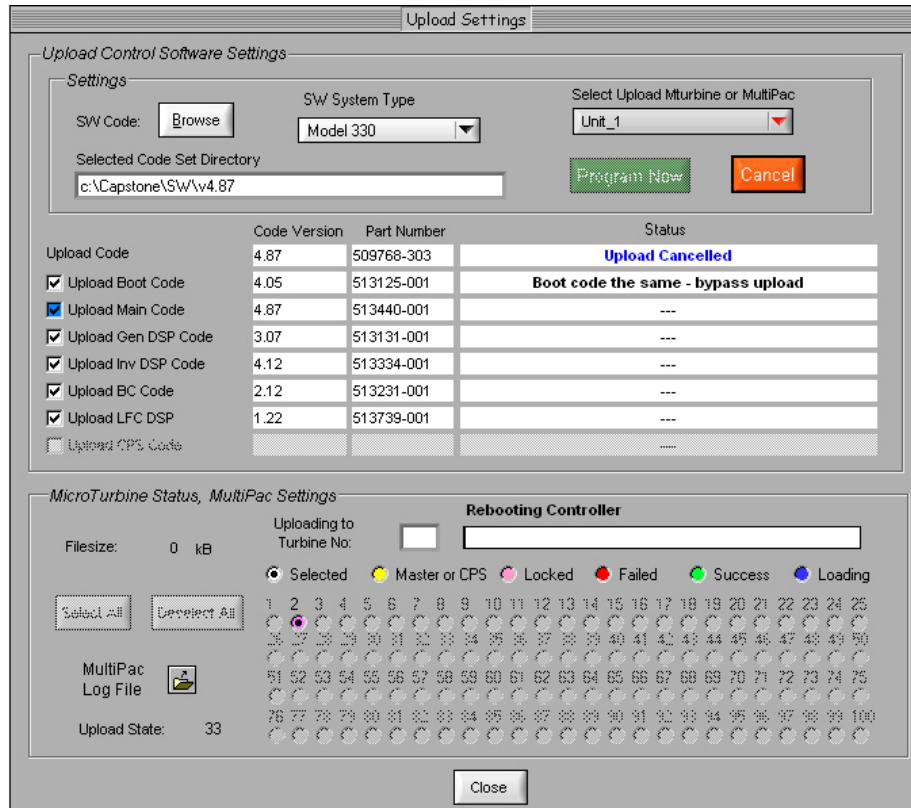 Upload Settings
Upload Control Software Settings
Settings
SW Code: Browse
SW System Type
Model 330
Select Upload Mturbine or MultiPac
Unit_1
Selected Code Set Directory
c:\Capstone\SW\v4.87
Program Now
Cancel
Code Version Part Number Status
Upload Code 4.87 509768-303 Upload Cancelled
Upload Boot Code 4.05 513125-001 Boot code the same - bypass upload
Upload Main Code 4.87 513440-001 ---
Upload Gen DSP Code 3.07 513131-001 ---
Upload Inv DSP Code 4.12 513334-001 ---
Upload BC Code 2.12 513231-001 ---
Upload LFC DSP 1.22 513739-001 ---
Upload CPS Code ......
MicroTurbine Status, MultiPac Settings
Filesize: 0 kB
Uploading to
Turbine No:
Rebooting Controller
Selected Master or CPS Locked Failed Success Loading
Select All Deselect All
1 2 3 4 5 6 7 8 9 10 11 12 13 14 15 16 17 18 19 20 21 22 23 24 25
26 27 28 29 30 31 32 33 34 35 36 37 38 39 40 41 42 43 44 45 46 47 48 49 50
51 52 53 54 55 56 57 58 59 60 61 62 63 64 65 66 67 68 69 70 71 72 73 74 75
76 77 78 79 80 81 82 83 84 85 86 87 88 89 90 91 92 93 94 95 96 97 98 99 100
MultiPac
Log File
Upload State: 33
Close